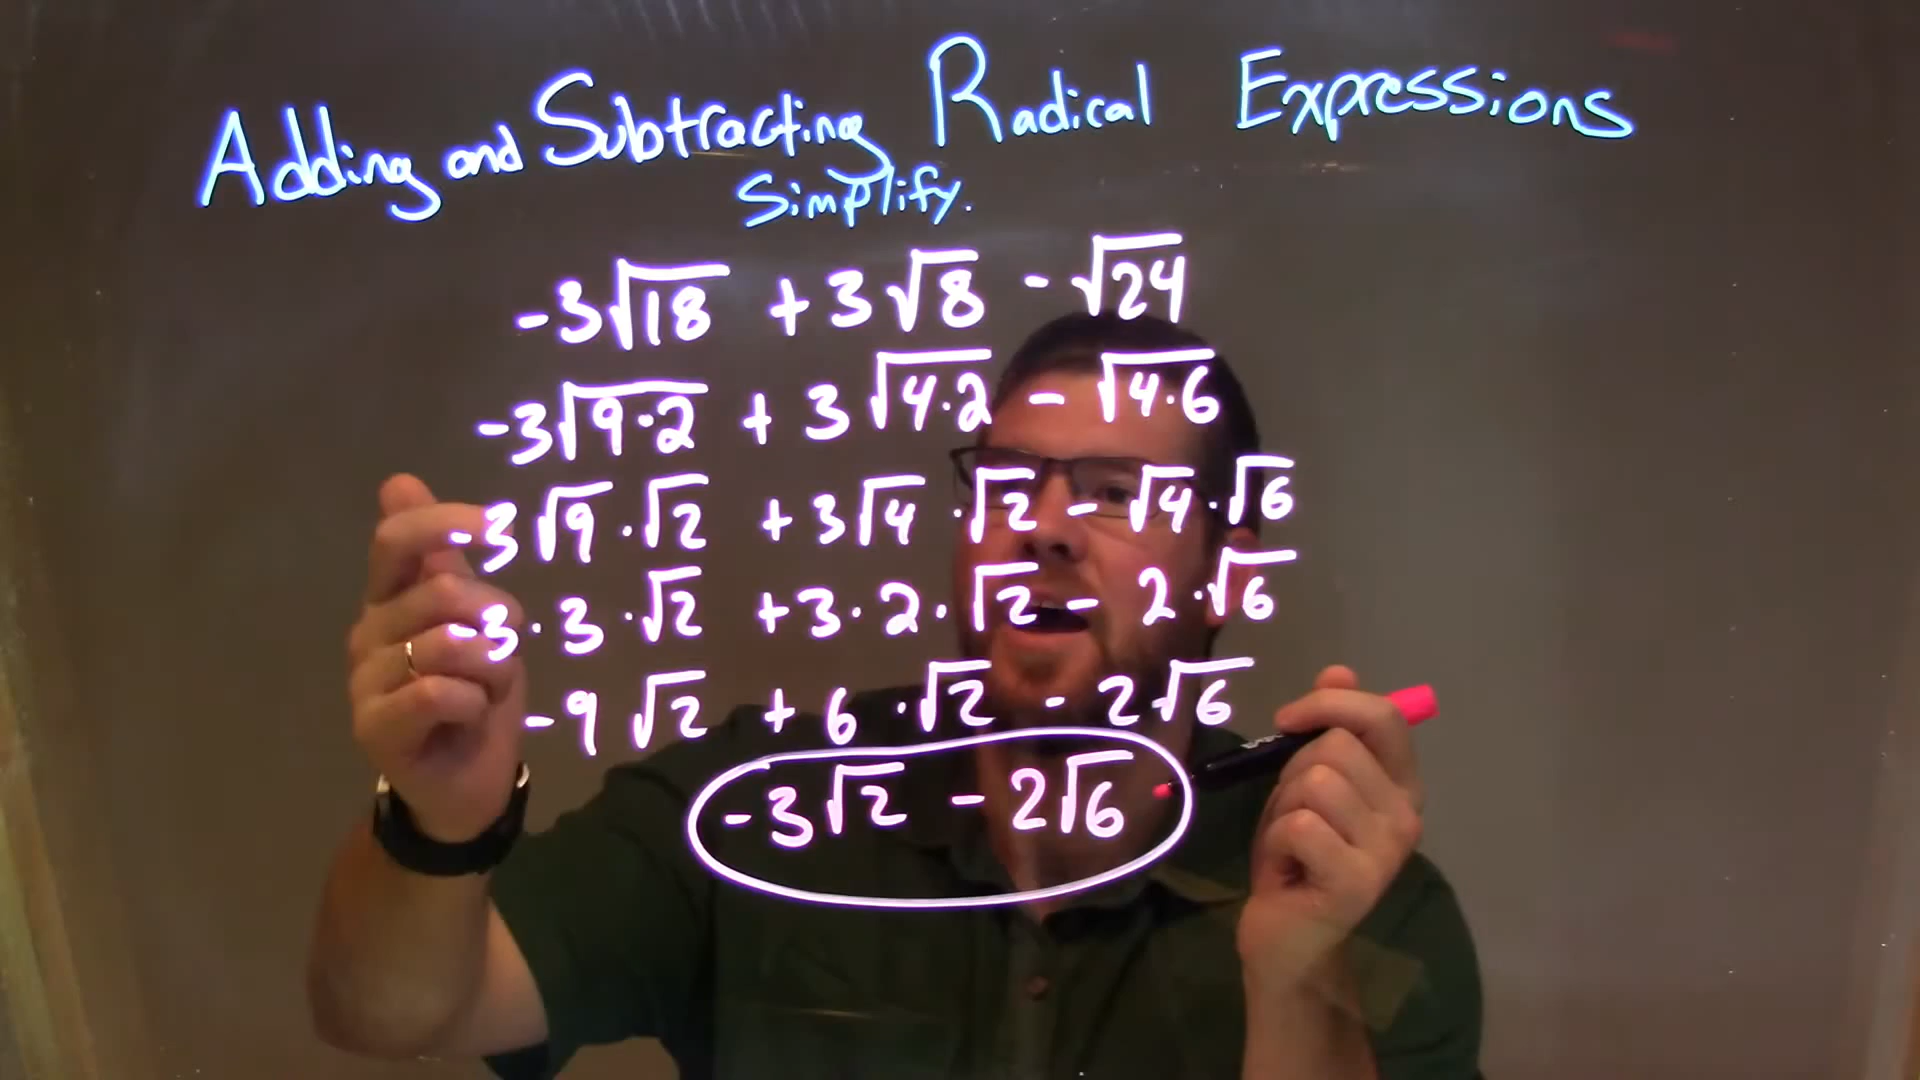 Adding and Subtracting Radical Expressions
Simplify.
-3√18 + 3√8 - √24
-3√9·2 + 3√4·2 - √4·6
-3√9·√2 + 3√4·√2 - √4·√6
-3·3·√2 + 3·2·√2 - 2·√6
-9√2 + 6·√2 - 2√6
-3√2 - 2√6